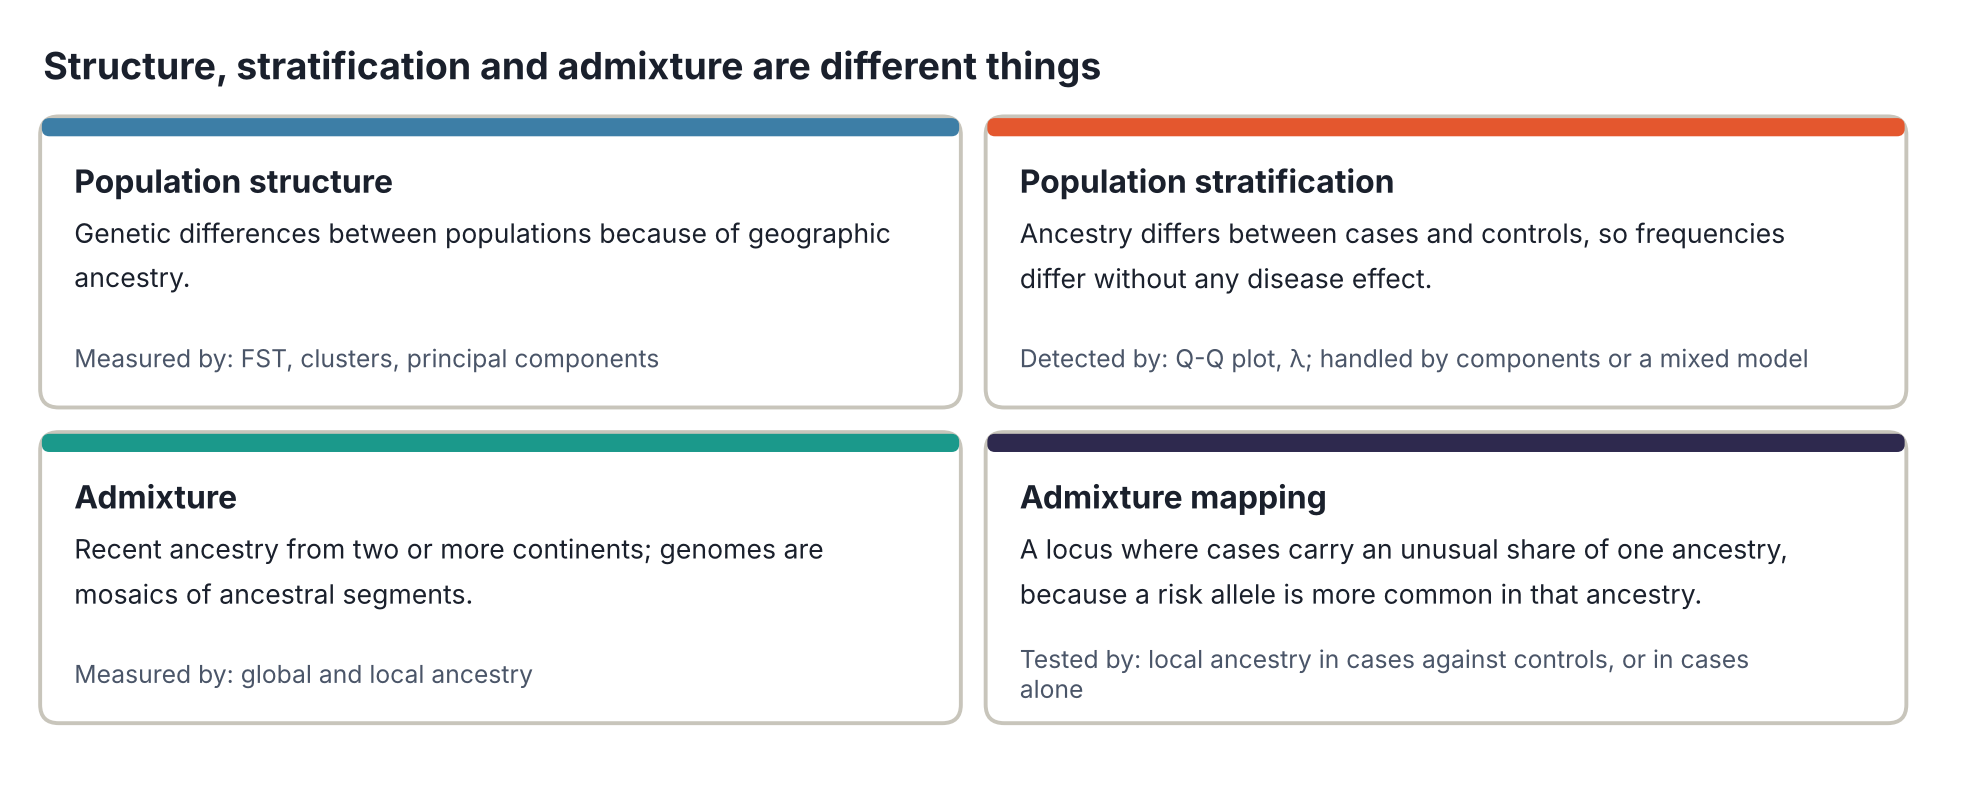 Structure, stratification and admixture are different things
Population structure
Genetic differences between populations because of geographic
ancestry.
Measured by: FST, clusters, principal components
Population stratification
Ancestry differs between cases and controls, so frequencies
differ without any disease effect.
Detected by: Q-Q plot, λ; handled by components or a mixed model
Admixture
Recent ancestry from two or more continents; genomes are
mosaics of ancestral segments.
Measured by: global and local ancestry
Admixture mapping
A locus where cases carry an unusual share of one ancestry,
because a risk allele is more common in that ancestry.
Tested by: local ancestry in cases against controls, or in cases
alone